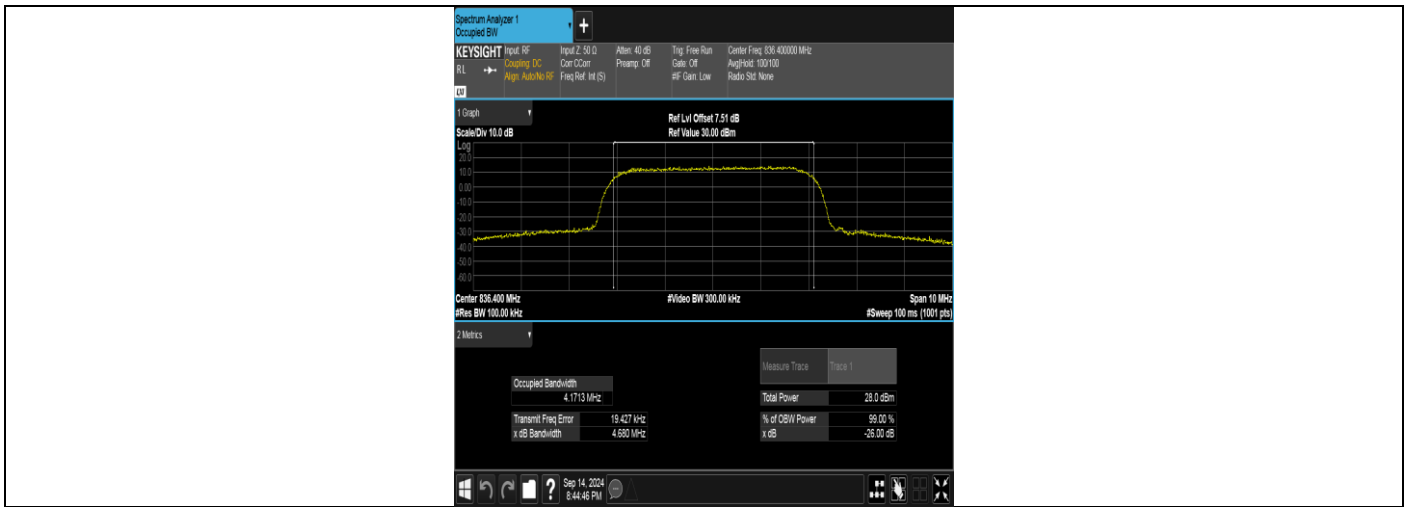 Spectrum Analyzer 1
Occupied BW
+
KEYSIGHT
Input: RF
Input Z: 50 Ω
Atten: 40 dB
Trig: Free Run
Center Freq: 836.400000 MHz
RL
Coupling: DC
Corr CCorr
Preamp: Off
Gate: Off
Avg|Hold: 100/100
Align: Auto/No RF
Freq Ref: Int (S)
#IF Gain: Low
Radio Std: None
LXI
1 Graph
Ref Lvl Offset 7.51 dB
Scale/Div 10.0 dB
Ref Value 30.00 dBm
Log
20.0
10.0
0.00
-10.0
-20.0
-30.0
-40.0
-50.0
-60.0
Center 836.400 MHz
#Video BW 300.00 kHz
Span 10 MHz
#Res BW 100.00 kHz
#Sweep 100 ms (1001 pts)
2 Metrics
Measure Trace
Trace 1
Occupied Bandwidth
4.1713 MHz
Total Power
28.0 dBm
Transmit Freq Error
19.427 kHz
% of OBW Power
99.00 %
x dB Bandwidth
4.680 MHz
x dB
-26.00 dB
?
Sep 14, 2024
8:44:46 PM